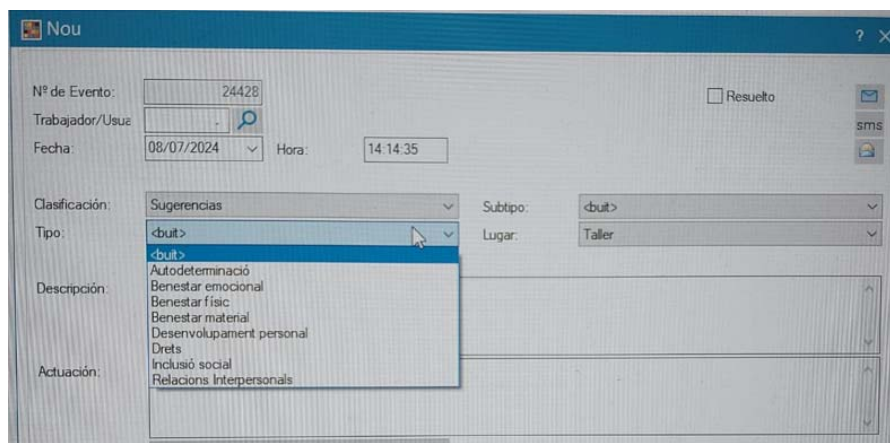 Nou
? X
Nº de Evento: 24428
Resuelto
Trabajador/Usua .
sms
Fecha: 08/07/2024 Hora: 14:14:35
Clasificación: Sugerencias Subtipo: <buit>
Tipo: <buit> Lugar: Taller
<buit>
Autodeterminació
Benestar emocional
Descripción:
Benestar físic
Benestar material
Desenvolupament personal
Drets
Inclusió social
Actuación:
Relacions Interpersonals